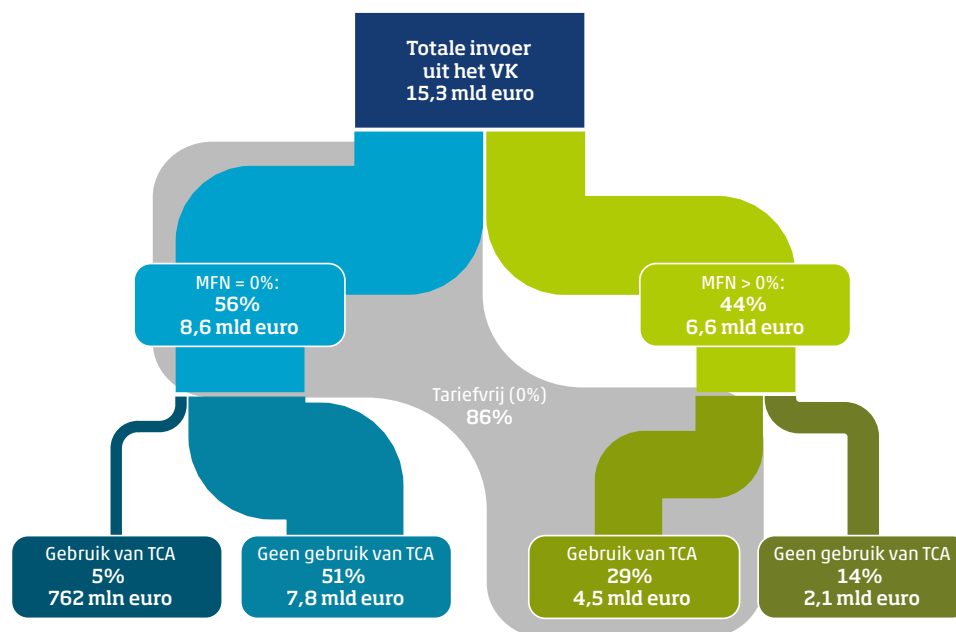 Totale invoer
uit het VK
15,3 mld euro
MFN = 0%:
56%
8,6 mld euro
MFN > 0%:
44%
6,6 mld euro
Tariefvrij (0%)
86%
Gebruik van TCA
5%
762 mln euro
Geen gebruik van TCA
51%
7,8 mld euro
Gebruik van TCA
29%
4,5 mld euro
Geen gebruik van TCA
14%
2,1 mld euro